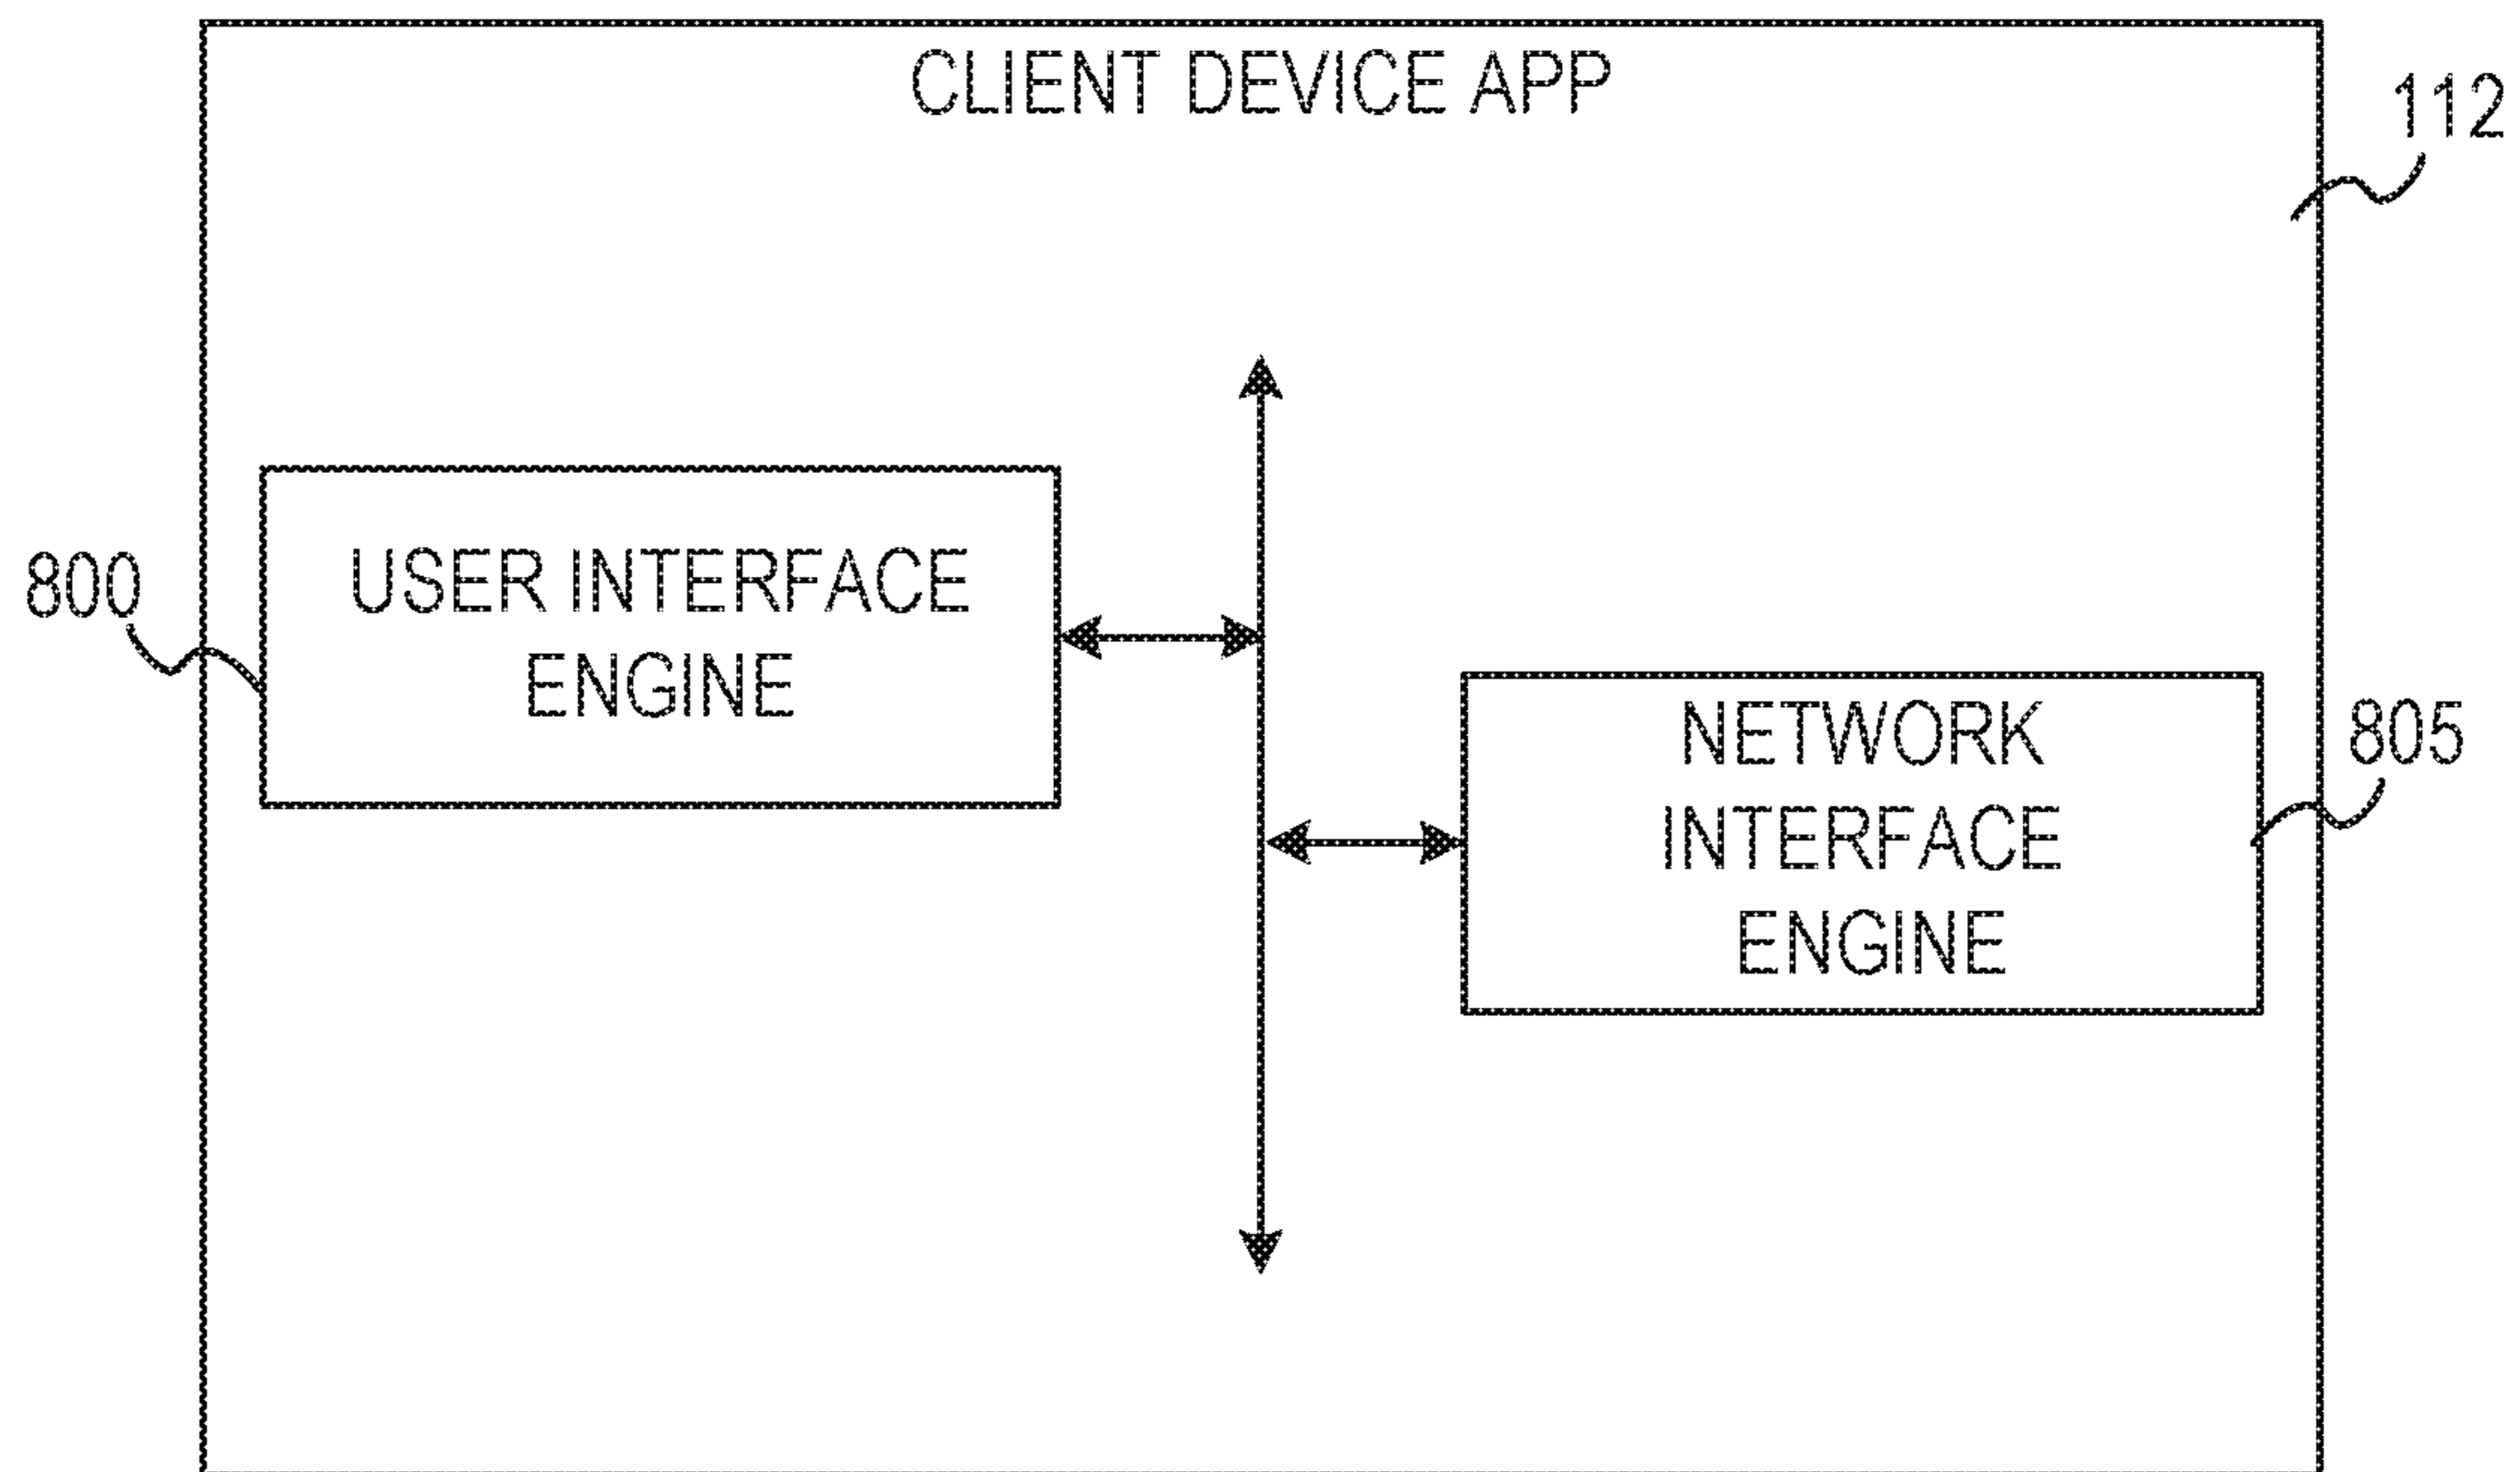 CLIENT DEVICE APP
112
800
USER INTERFACE
ENGINE
NETWORK
INTERFACE
ENGINE
805